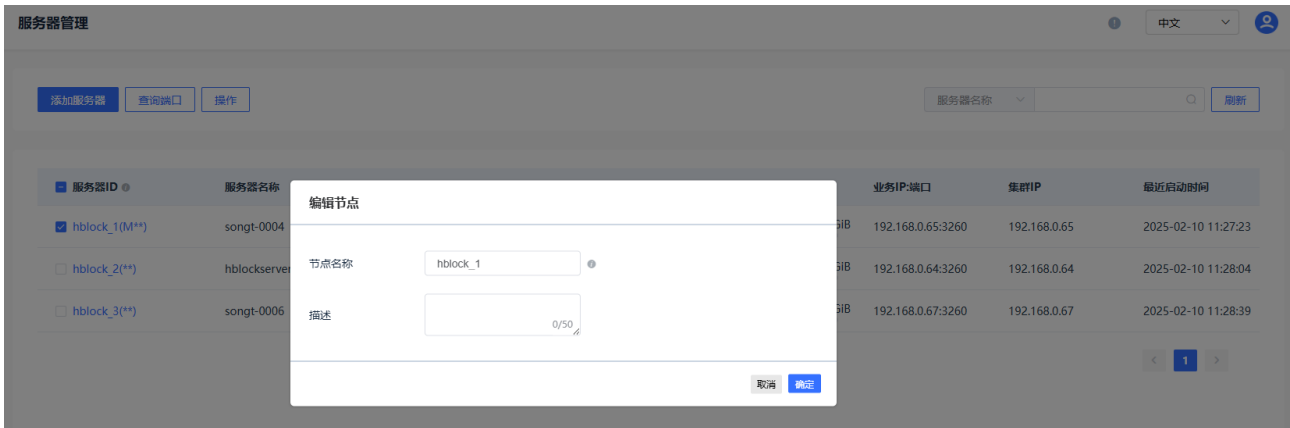 服务器管理
中文
添加服务器 查询端口 操作
服务器名称 刷新
服务器ID 服务器名称 业务IP:端口 集群IP 最近启动时间
hblock_1(M**) songt-0004 iB 192.168.0.65:3260 192.168.0.65 2025-02-10 11:27:23
hblock_2(**) hblockserver iB 192.168.0.64:3260 192.168.0.64 2025-02-10 11:28:04
hblock_3(**) songt-0006 iB 192.168.0.67:3260 192.168.0.67 2025-02-10 11:28:39
1
编辑节点
节点名称 hblock_1
描述
0/50
取消 确定